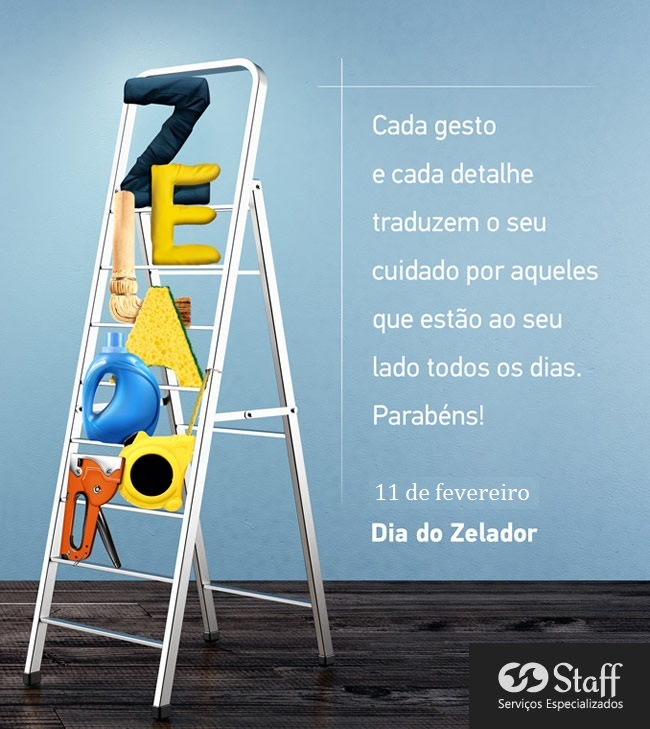 ZELADOR
Cada gesto
e cada detalhe
traduzem o seu
cuidado por aqueles
que estão ao seu
lado todos os dias.
Parabéns!
11 de fevereiro
Dia do Zelador
Staff
Serviços Especializados